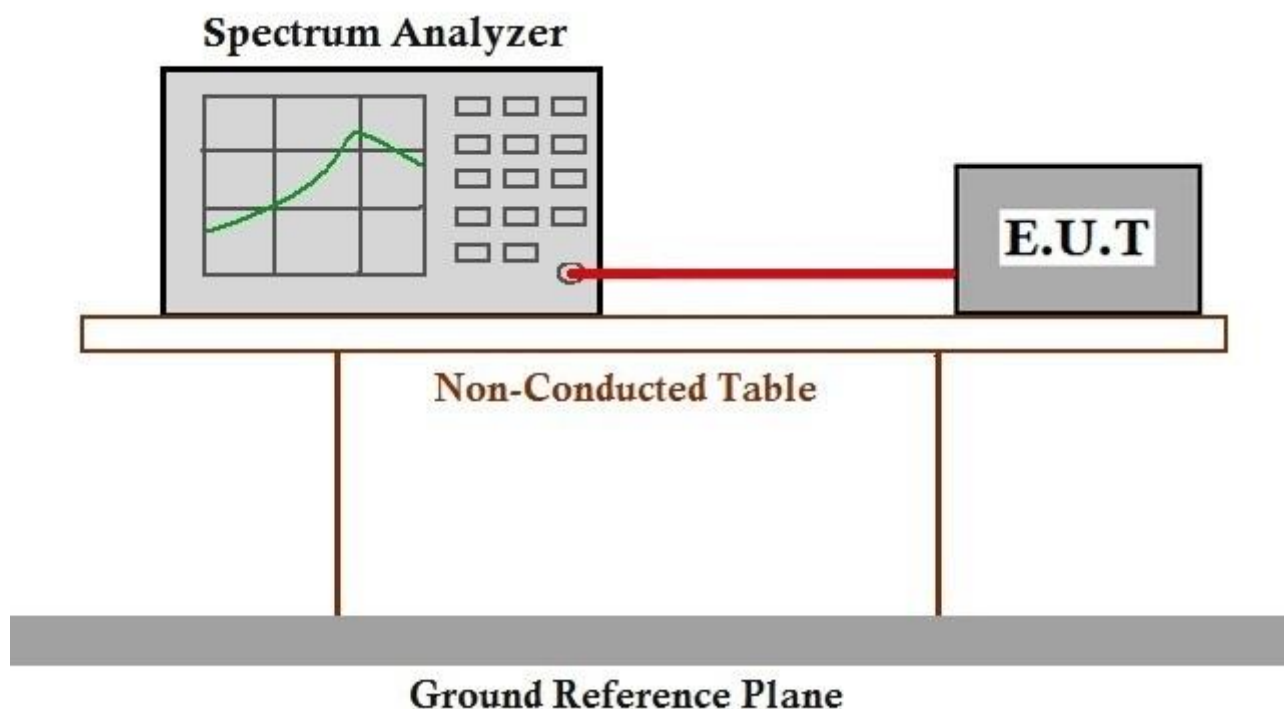 Spectrum Analyzer
E.U.T
Non-Conducted Table
Ground Reference Plane